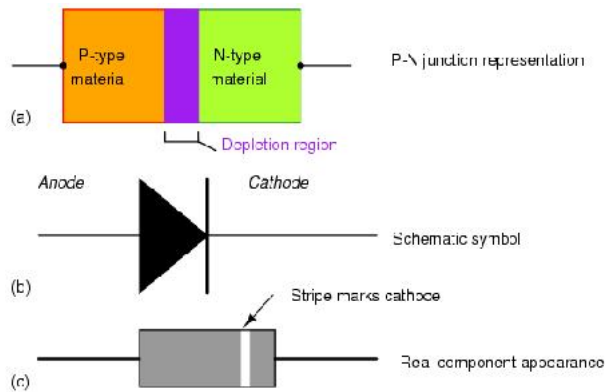 P-type
materia
N-type
material
P-N junction representation
(a)
Depletion region
Anode
Cathode
Schematic symbol
(b)
Stripe marks cathode
Real component appearance
(c)